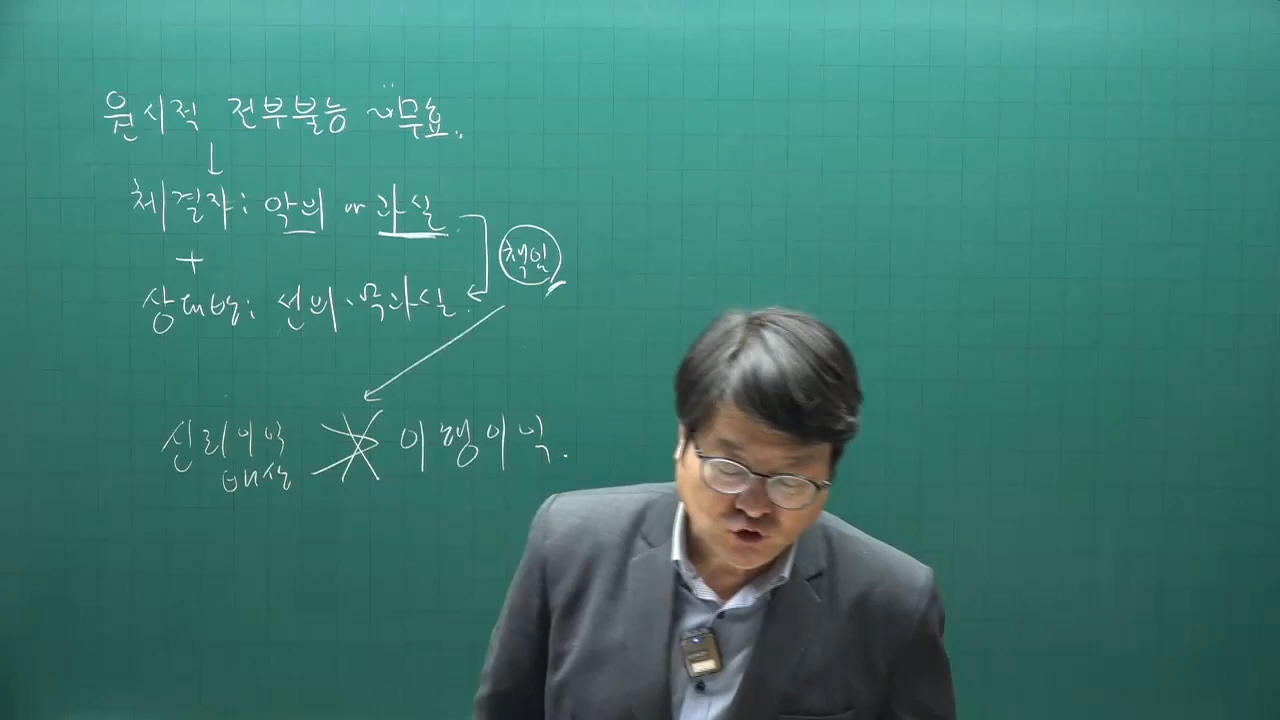 원시적 전부불능 → 무효.
↓
체결자: 악의 or 과실
책임
+
상대방: 선의·무과실.
신뢰이익 > 이행이익.
배상